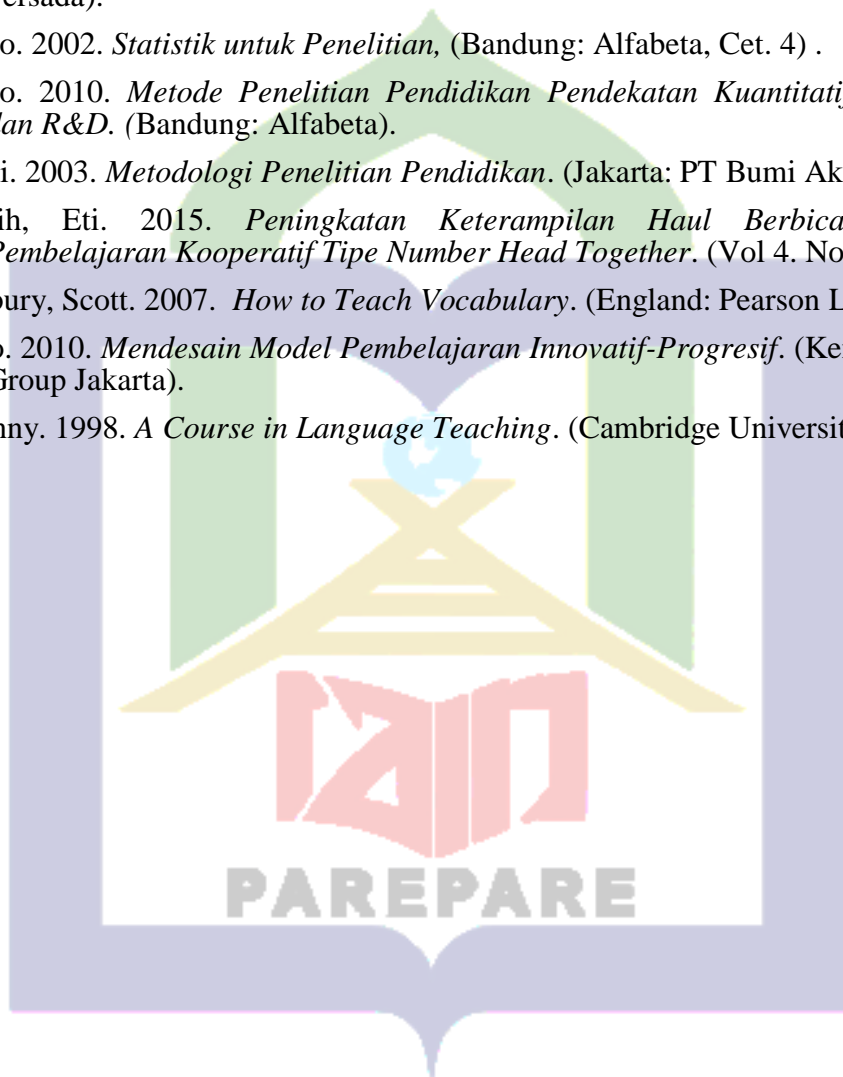 ersada).
o. 2002. Statistik untuk Penelitian, (Bandung: Alfabeta, Cet. 4) .
o. 2010. Metode Penelitian Pendidikan Pendekatan Kuantitatif
dan R&D. (Bandung: Alfabeta).
i. 2003. Metodologi Penelitian Pendidikan. (Jakarta: PT Bumi Ak
ih, Eti. 2015. Peningkatan Keterampilan Haul Berbica
Pembelajaran Kooperatif Tipe Number Head Together. (Vol 4. No
bury, Scott. 2007. How to Teach Vocabulary. (England: Pearson L
o. 2010. Mendesain Model Pembelajaran Innovatif-Progresif. (Ke
Group Jakarta).
nny. 1998. A Course in Language Teaching. (Cambridge Universit
iain
PAREPARE